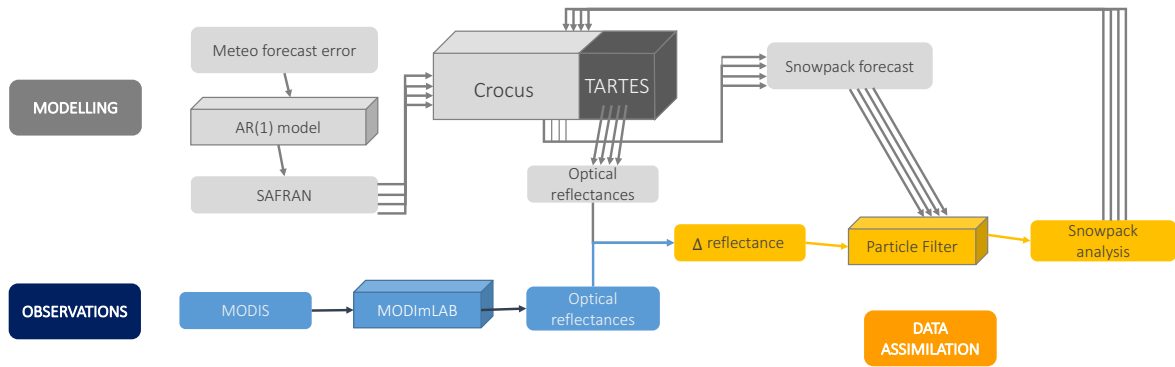 Meteo forecast error
Crocus
TARTES
Snowpack forecast
MODELLING
AR(1) model
SAFRAN
Optical
reflectances
Δ reflectance
Particle Filter
Snowpack
analysis
OBSERVATIONS
MODIS
MODImLAB
Optical
reflectances
DATA
ASSIMILATION